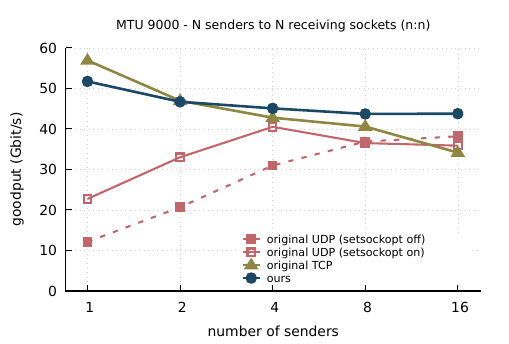 MTU 9000 - N senders to N receiving sockets (n:n)
60
50
40
30
20
10
0
goodput (Gbit/s)
original UDP (setsockopt off)
original UDP (setsockopt on)
original TCP
ours
1 2 4 8 16
number of senders